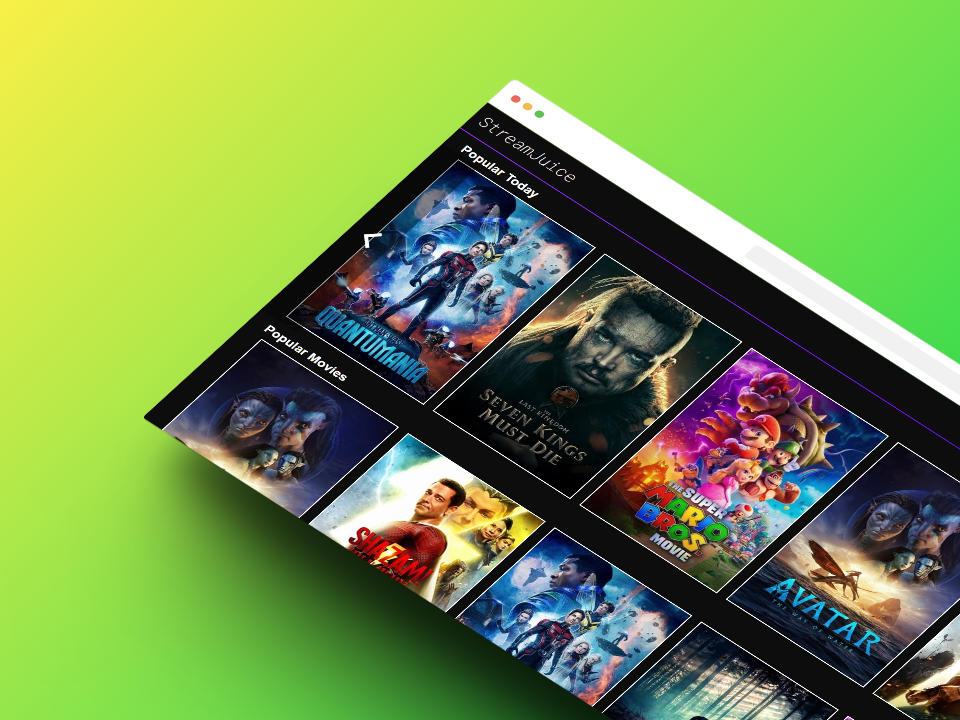 StreamJuice
Popular Today
QUANTUMANIA
THE LAST KINGDOM
SEVEN KINGS
MUST DIE
THE SUPER
MARIO
BROS
MOVIE
AVATAR
THE WAY OF WATER
Popular Movies
SHAZAM!